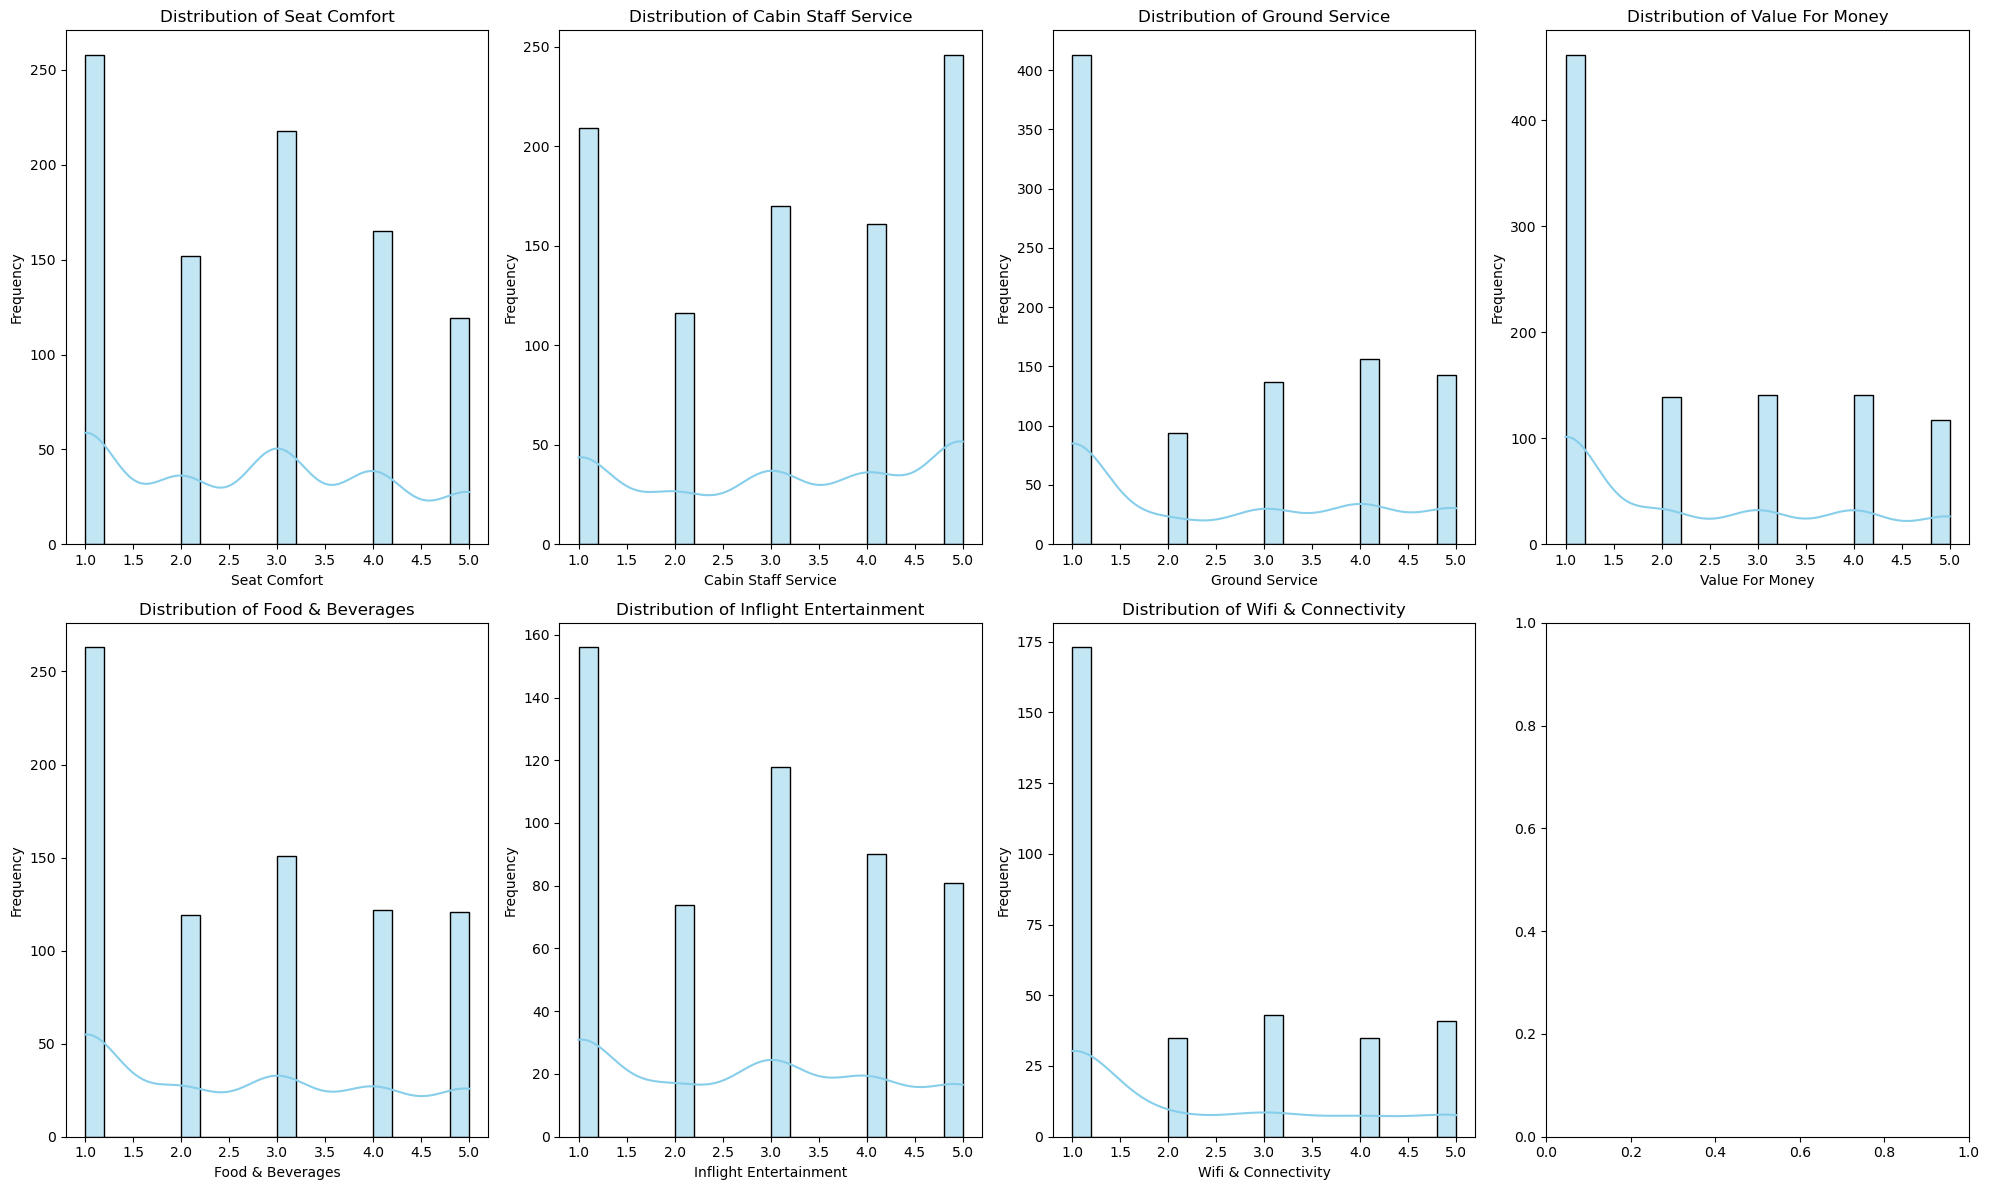 Distribution of Seat Comfort
250
200
150
100
50
0
Frequency
1.0 1.5 2.0 2.5 3.0 3.5 4.0 4.5 5.0
Seat Comfort
Distribution of Cabin Staff Service
250
200
150
100
50
0
Frequency
1.0 1.5 2.0 2.5 3.0 3.5 4.0 4.5 5.0
Cabin Staff Service
Distribution of Ground Service
400
350
300
250
200
150
100
50
0
Frequency
1.0 1.5 2.0 2.5 3.0 3.5 4.0 4.5 5.0
Ground Service
Distribution of Value For Money
400
300
200
100
0
Frequency
1.0 1.5 2.0 2.5 3.0 3.5 4.0 4.5 5.0
Value For Money
Distribution of Food & Beverages
250
200
150
100
50
0
Frequency
1.0 1.5 2.0 2.5 3.0 3.5 4.0 4.5 5.0
Food & Beverages
Distribution of Inflight Entertainment
160
140
120
100
80
60
40
20
0
Frequency
1.0 1.5 2.0 2.5 3.0 3.5 4.0 4.5 5.0
Inflight Entertainment
Distribution of Wifi & Connectivity
175
150
125
100
75
50
25
0
Frequency
1.0 1.5 2.0 2.5 3.0 3.5 4.0 4.5 5.0
Wifi & Connectivity
1.0
0.8
0.6
0.4
0.2
0.0
0.0 0.2 0.4 0.6 0.8 1.0